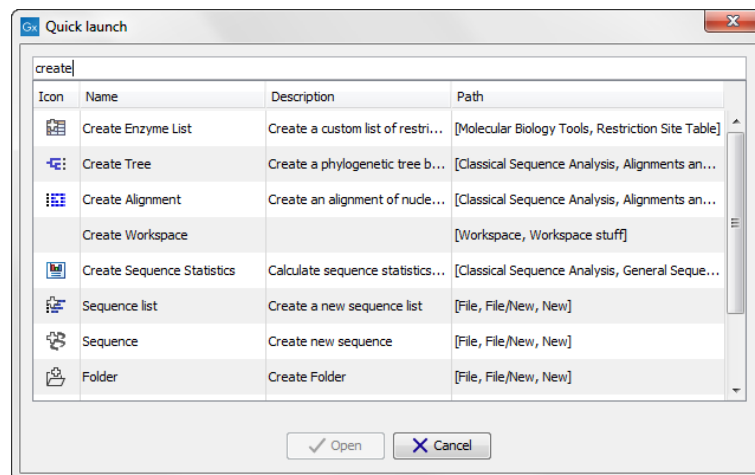 Gx Quick launch
create
Icon Name Description Path
Create Enzyme List Create a custom list of restri... [Molecular Biology Tools, Restriction Site Table]
Create Tree Create a phylogenetic tree b... [Classical Sequence Analysis, Alignments an...
Create Alignment Create an alignment of nucle... [Classical Sequence Analysis, Alignments an...
Create Workspace [Workspace, Workspace stuff]
Create Sequence Statistics Calculate sequence statistics... [Classical Sequence Analysis, General Seque...
Sequence list Create a new sequence list [File, File/New, New]
Sequence Create new sequence [File, File/New, New]
Folder Create Folder [File, File/New, New]
Open Cancel